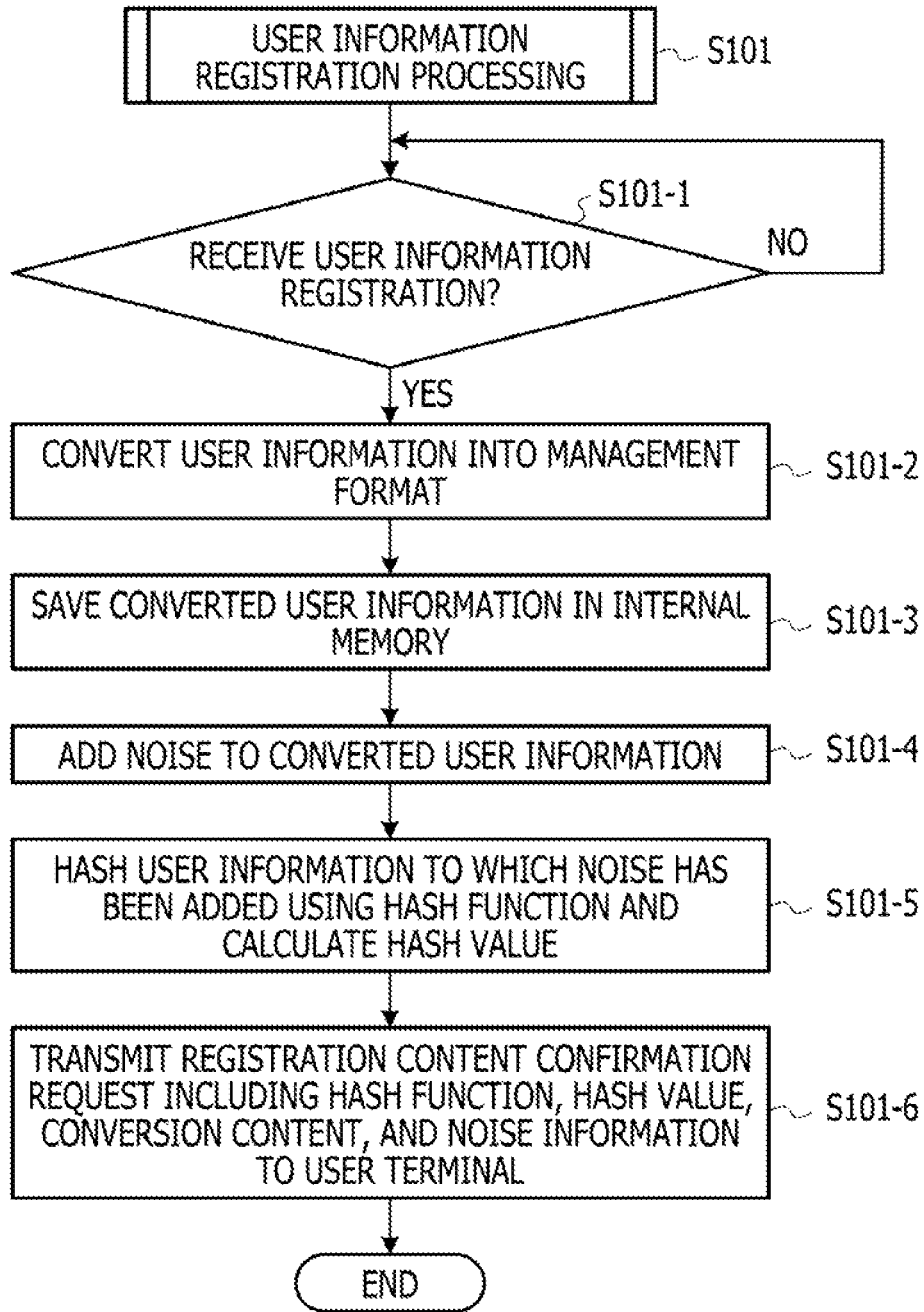 USER INFORMATION
REGISTRATION PROCESSING
S101
S101-1
RECEIVE USER INFORMATION
REGISTRATION?
NO
YES
CONVERT USER INFORMATION INTO MANAGEMENT
FORMAT
S101-2
SAVE CONVERTED USER INFORMATION IN INTERNAL
MEMORY
S101-3
ADD NOISE TO CONVERTED USER INFORMATION
S101-4
HASH USER INFORMATION TO WHICH NOISE HAS
BEEN ADDED USING HASH FUNCTION AND
CALCULATE HASH VALUE
S101-5
TRANSMIT REGISTRATION CONTENT CONFIRMATION
REQUEST INCLUDING HASH FUNCTION, HASH VALUE,
CONVERSION CONTENT, AND NOISE INFORMATION
TO USER TERMINAL
S101-6
END